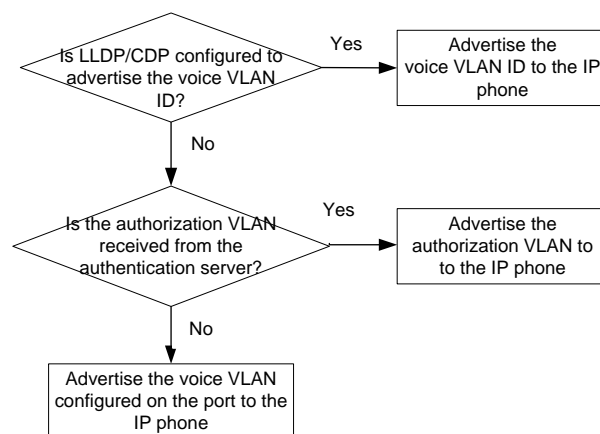 Is LLDP/CDP configured to
advertise the voice VLAN
ID?
Yes
Advertise the
voice VLAN ID to the IP
phone
No
Is the authorization VLAN
received from the
authentication server?
Yes
Advertise the
authorization VLAN to
to the IP phone
No
Advertise the voice VLAN
configured on the port to the
IP phone